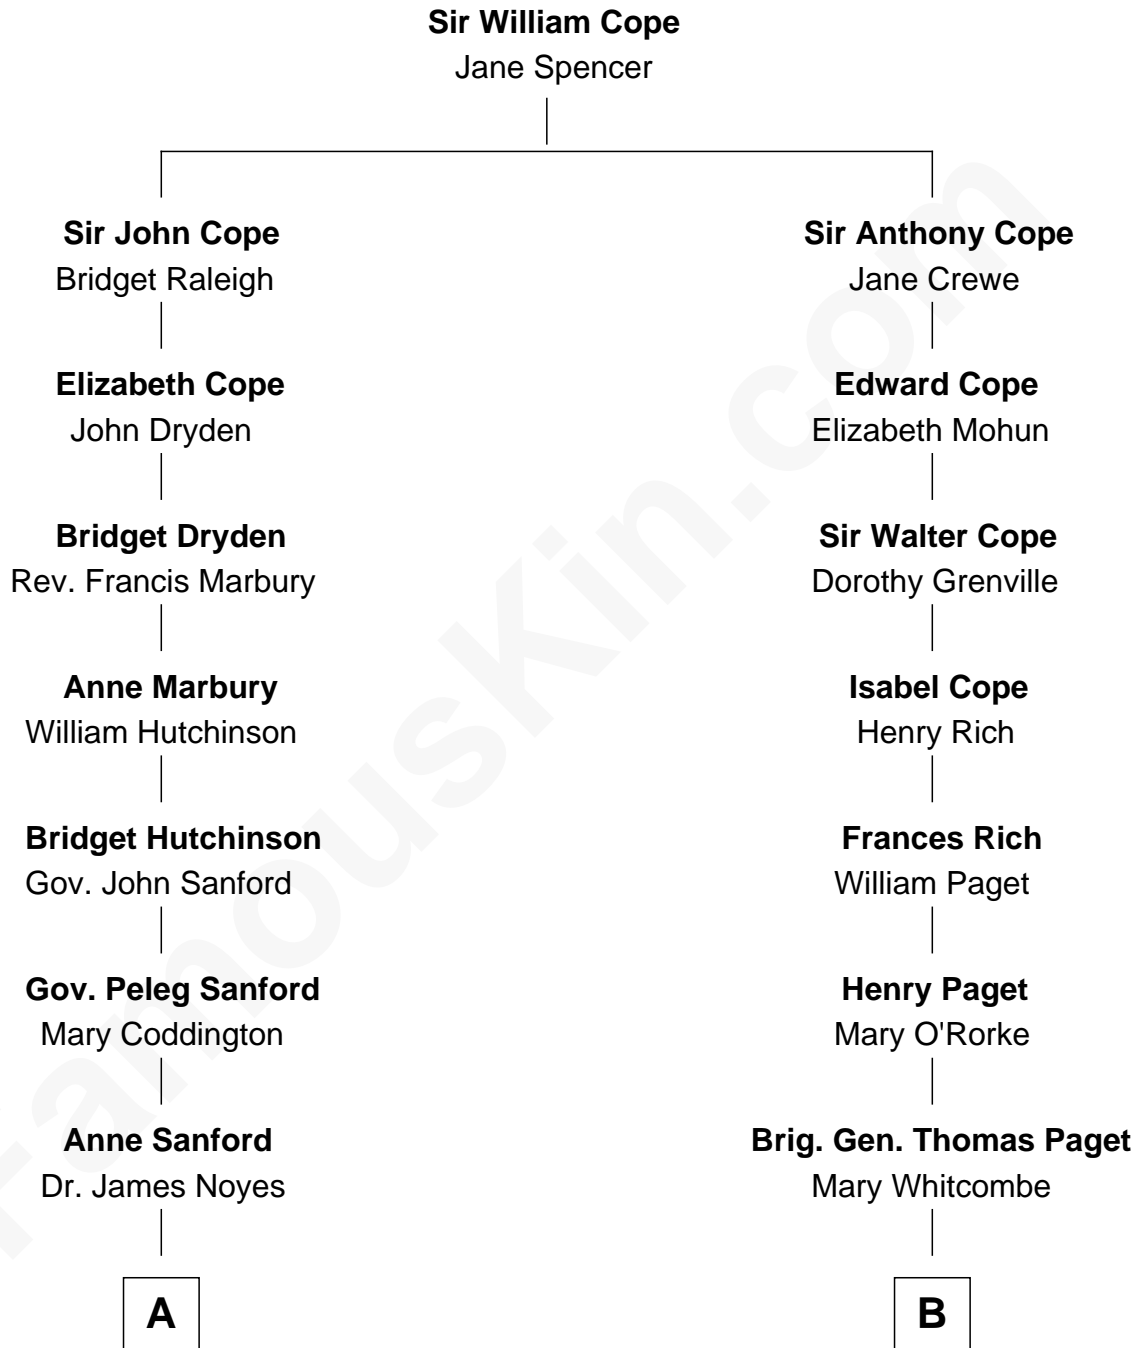 Sir William Cope
Jane Spencer
Sir John Cope
Bridget Raleigh
Sir Anthony Cope
Jane Crewe
Elizabeth Cope
John Dryden
Edward Cope
Elizabeth Mohun
Bridget Dryden
Rev. Francis Marbury
Sir Walter Cope
Dorothy Grenville
Anne Marbury
William Hutchinson
Isabel Cope
Henry Rich
Bridget Hutchinson
Gov. John Sanford
Frances Rich
William Paget
Gov. Peleg Sanford
Mary Coddington
Henry Paget
Mary O'Rorke
Anne Sanford
Dr. James Noyes
Brig. Gen. Thomas Paget
Mary Whitcombe
A
B
FamousKin.com